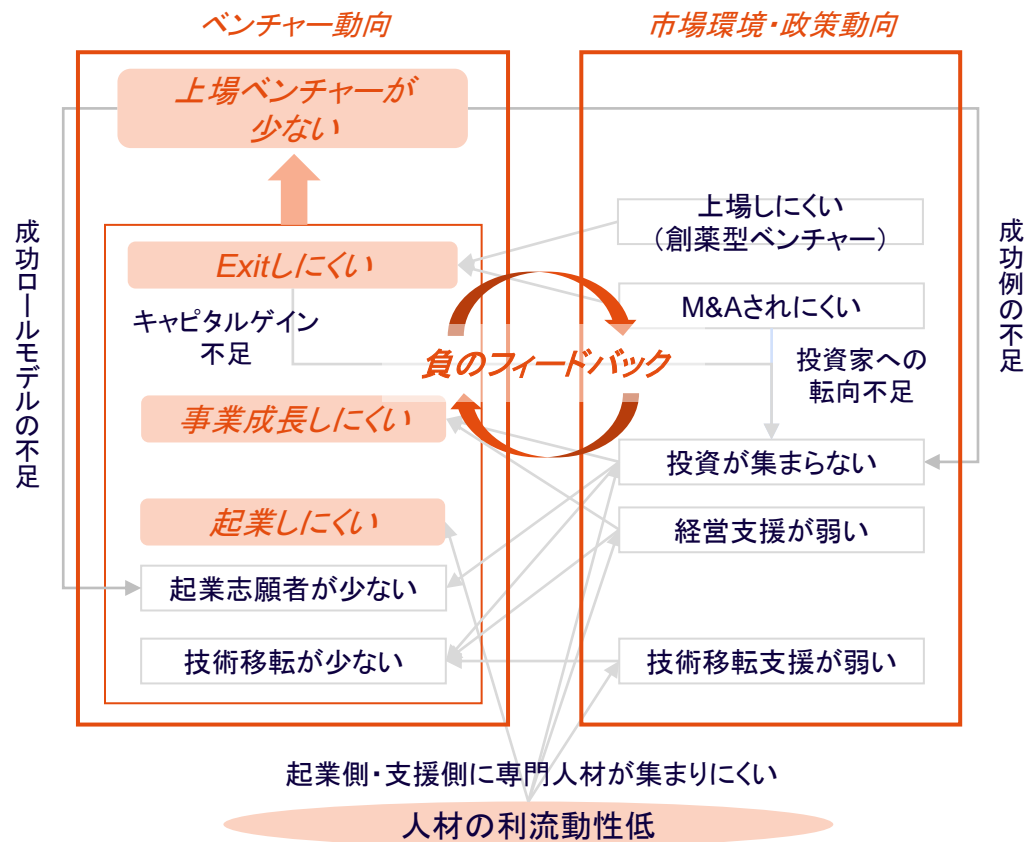 ベンチャー動向
市場環境・政策動向
上場ベンチャーが
少ない
上場しにくい
（創薬型ベンチャー）
成功ロールモデルの不足
成功例の不足
Exitしにくい
M&Aされにくい
キャピタルゲイン
不足
負のフィードバック
投資家への
転向不足
事業成長しにくい
投資が集まらない
起業しにくい
経営支援が弱い
起業志願者が少ない
技術移転が少ない
技術移転支援が弱い
起業側・支援側に専門人材が集まりにくい
人材の利流動性低